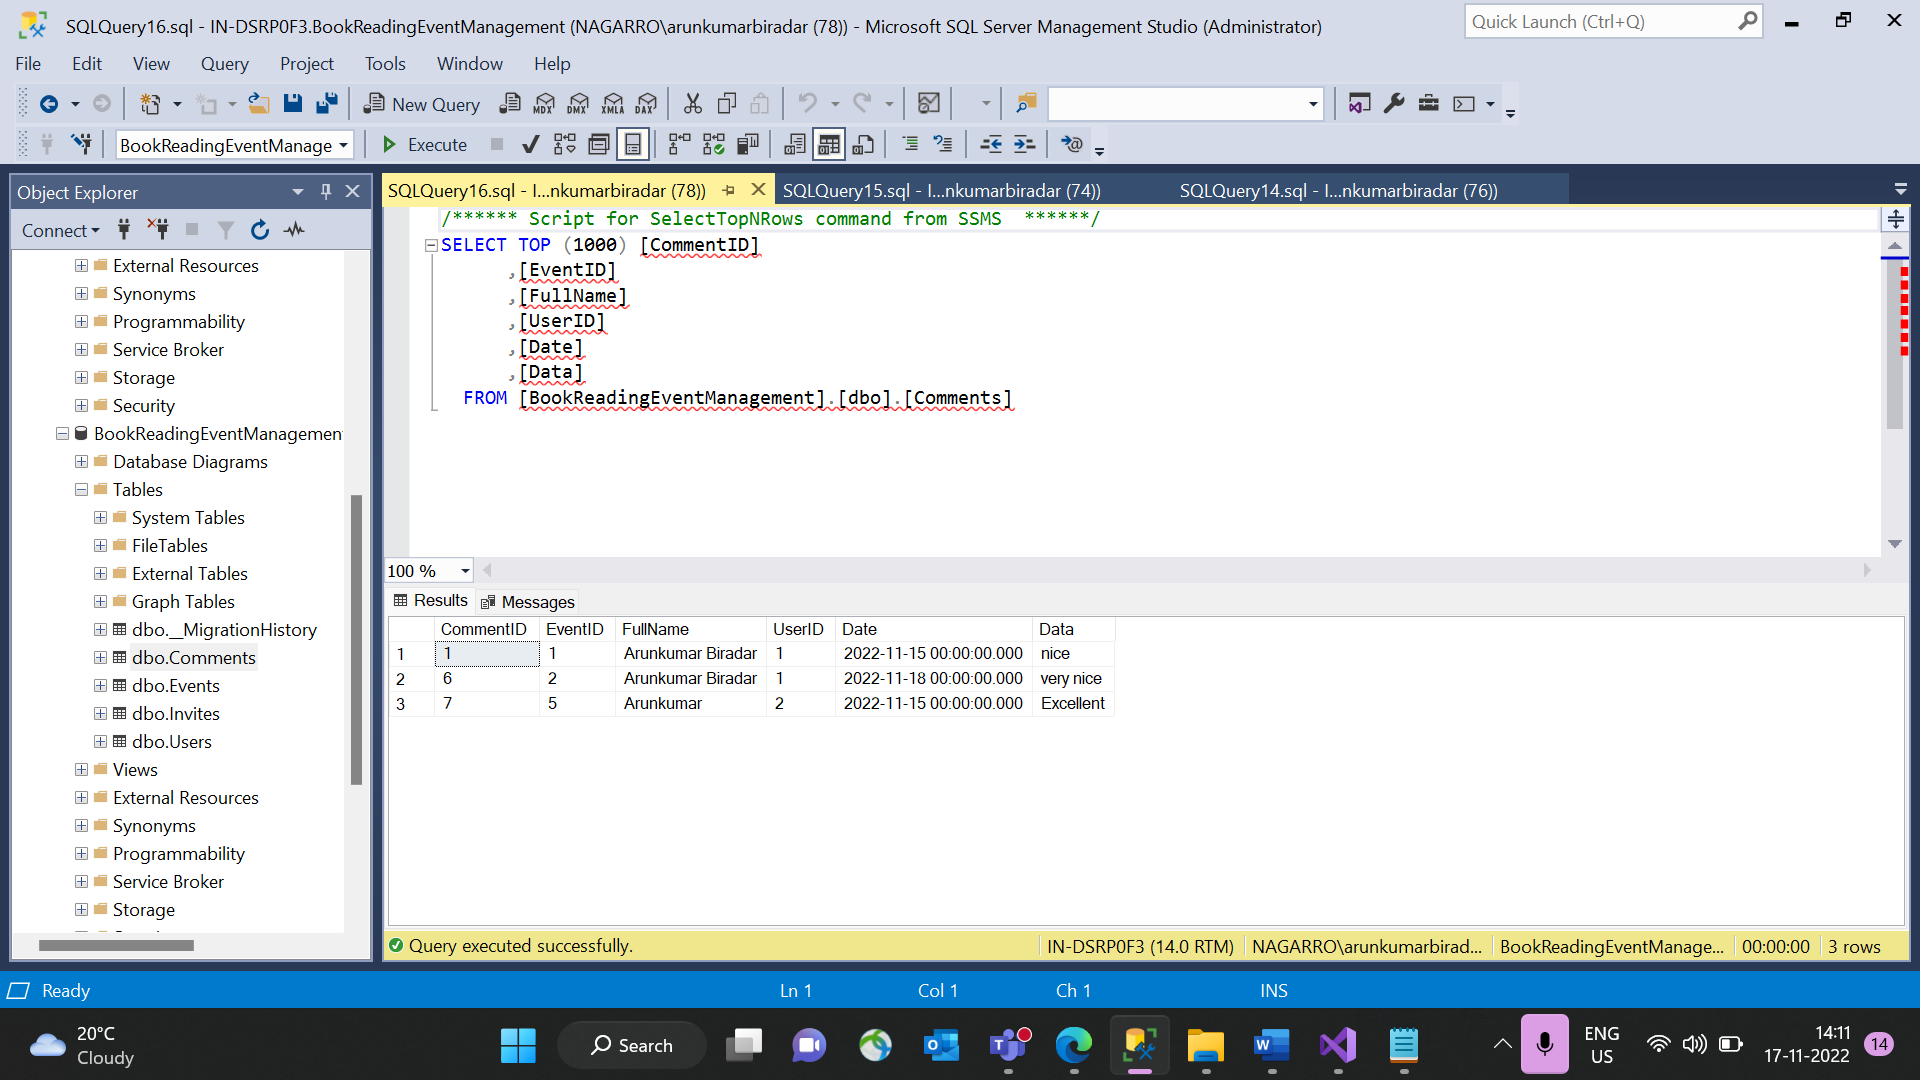 SQLQuery16.sql - IN-DSRP0F3.BookReadingEventManagement (NAGARRO\arunkumarbiradar (78)) - Microsoft SQL Server Management Studio (Administrator)
Quick Launch (Ctrl+Q)
File Edit View Query Project Tools Window Help
New Query MDX DMX XMLA DAX
BookReadingEventManage Execute
Object Explorer
Connect
External Resources
Synonyms
Programmability
Service Broker
Storage
Security
BookReadingEventManagemen
Database Diagrams
Tables
System Tables
FileTables
External Tables
Graph Tables
dbo.__MigrationHistory
dbo.Comments
dbo.Events
dbo.Invites
dbo.Users
Views
External Resources
Synonyms
Programmability
Service Broker
Storage
SQLQuery16.sql - I...nkumarbiradar (78)) SQLQuery15.sql - I...nkumarbiradar (74)) SQLQuery14.sql - I...nkumarbiradar (76))
/****** Script for SelectTopNRows command from SSMS ******/
SELECT TOP (1000) [CommentID]
,[EventID]
,[FullName]
,[UserID]
,[Date]
,[Data]
FROM [BookReadingEventManagement].[dbo].[Comments]
100 %
Results Messages
CommentID EventID FullName UserID Date Data
1 1 1 Arunkumar Biradar 1 2022-11-15 00:00:00.000 nice
2 6 2 Arunkumar Biradar 1 2022-11-18 00:00:00.000 very nice
3 7 5 Arunkumar 2 2022-11-15 00:00:00.000 Excellent
Query executed successfully. IN-DSRP0F3 (14.0 RTM) NAGARRO\arunkumarbirad... BookReadingEventManage... 00:00:00 3 rows
Ready Ln 1 Col 1 Ch 1 INS
20°C
Cloudy
Search
ENG
US
14:11
17-11-2022
14